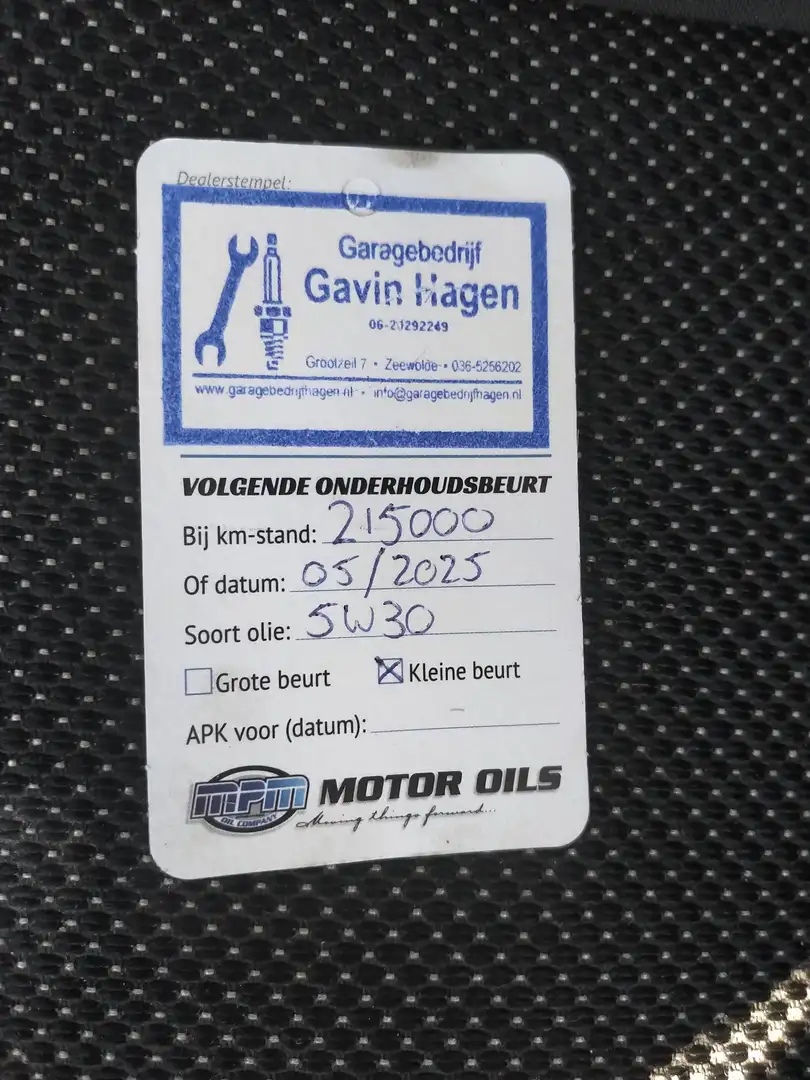 Dealerstempel:
Garagebedrijf
Gavin Hagen
06-21292249
Grootzeil 7 • Zeewolde • 036-5256202
www.garagebedrijfhagen.nl • info@garagebedrijfhagen.nl
VOLGENDE ONDERHOUDSBEURT
Bij km-stand: 215000
Of datum: 05/2025
Soort olie: 5W30
Grote beurt Kleine beurt
APK voor (datum):
mpm MOTOR OILS
OIL COMPANY Moving things forward...